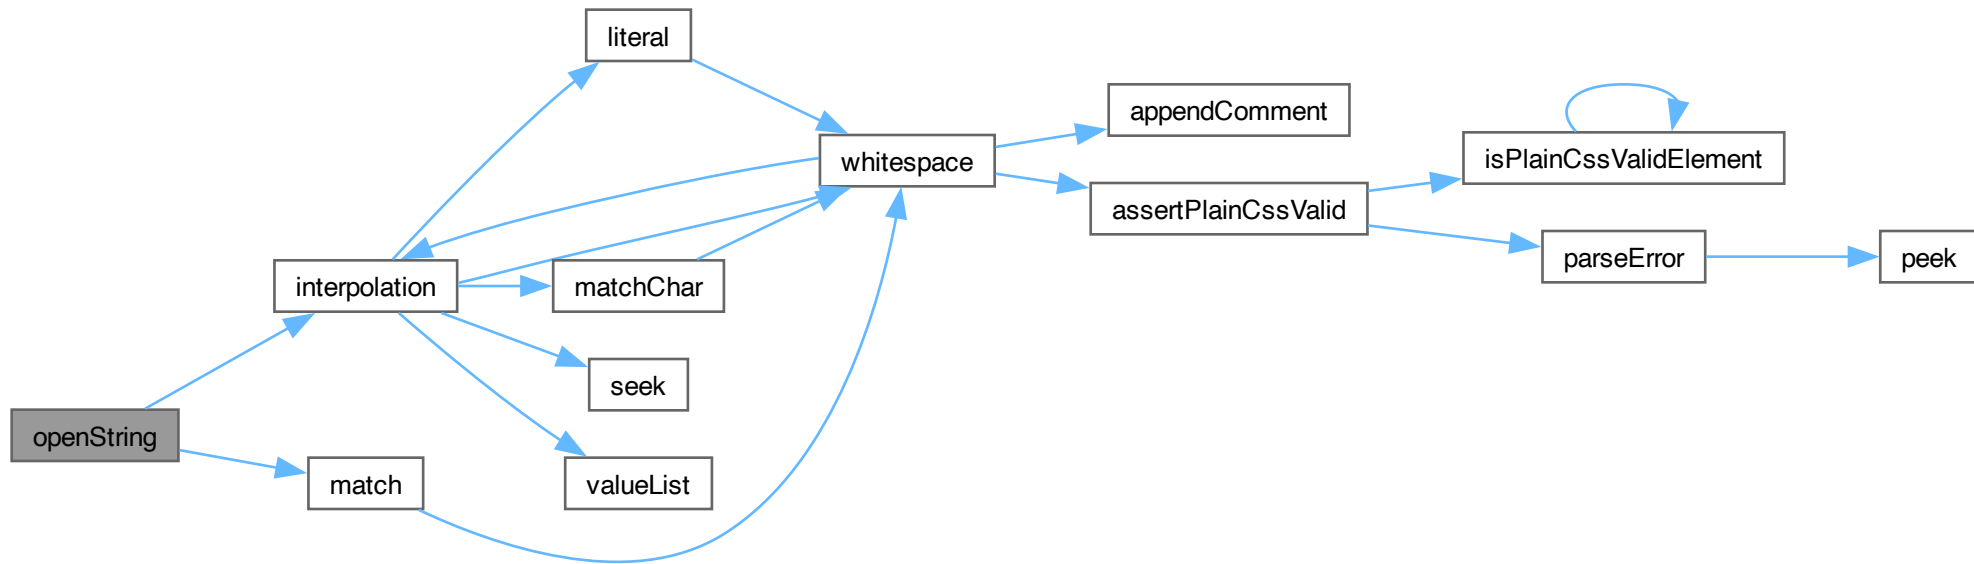 literal
appendComment
whitespace
isPlainCssValidElement
assertPlainCssValid
interpolation
matchChar
parseError
peek
seek
openString
match
valueList